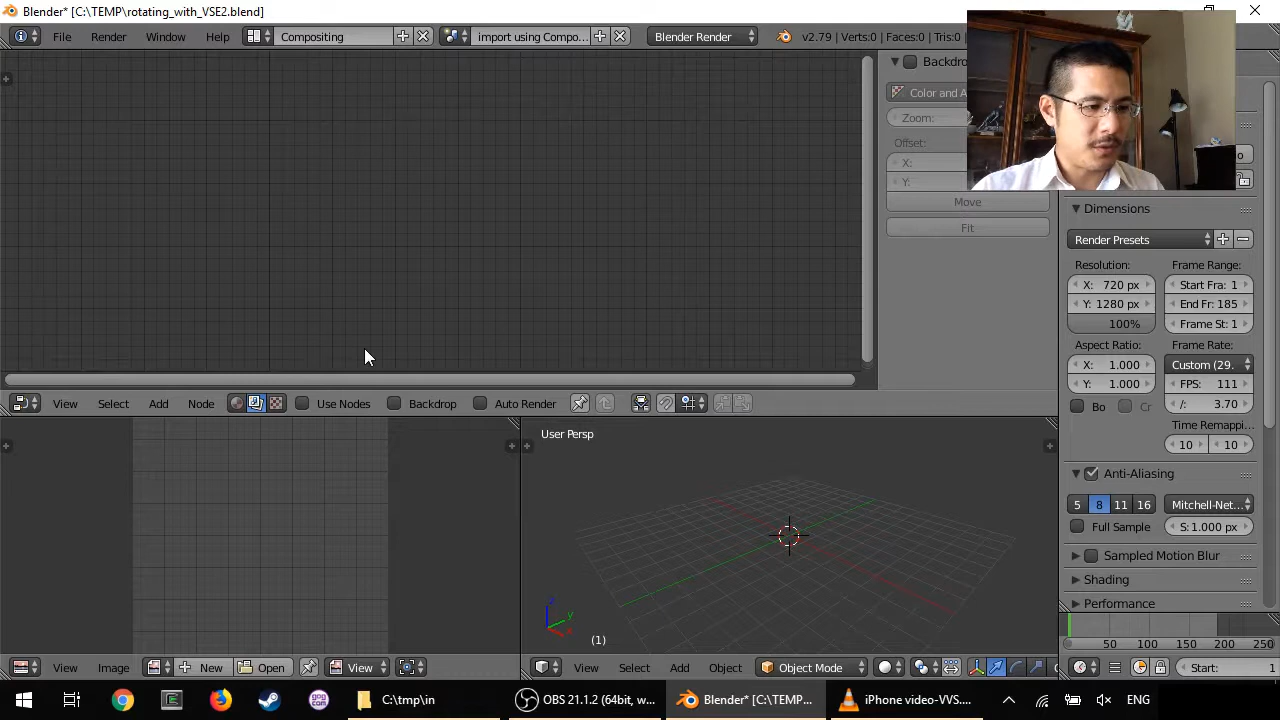 Blender* [C:\TEMP\rotating_with_VSE2.blend]
File Render Window Help Compositing import using Compo... Blender Render v2.79 | Verts:0 | Faces:0 | Tris:0
Backdro
Color and A
Zoom:
Offset:
X:
Y:
Move
Fit
Dimensions
Render Presets
Resolution: Frame Range:
X: 720 px Start Fra: 1
Y: 1280 px End Fr: 185
100% Frame St: 1
Aspect Ratio: Frame Rate:
X: 1.000 Custom (29.
Y: 1.000 FPS: 111
Bo Cr /: 3.70
Time Remappi...
10 10
Anti-Aliasing
5 8 11 16 Mitchell-Net...
Full Sample S: 1.000 px
Sampled Motion Blur
Shading
Performance
View Select Add Node Use Nodes Backdrop Auto Render
User Persp
z
y
x
(1)
50 100 150 200 250
View Image New Open View
View Select Add Object Object Mode
Start: 1
C:\tmp\in OBS 21.1.2 (64bit, w... Blender* [C:\TEMP... iPhone video-VVS.... ENG